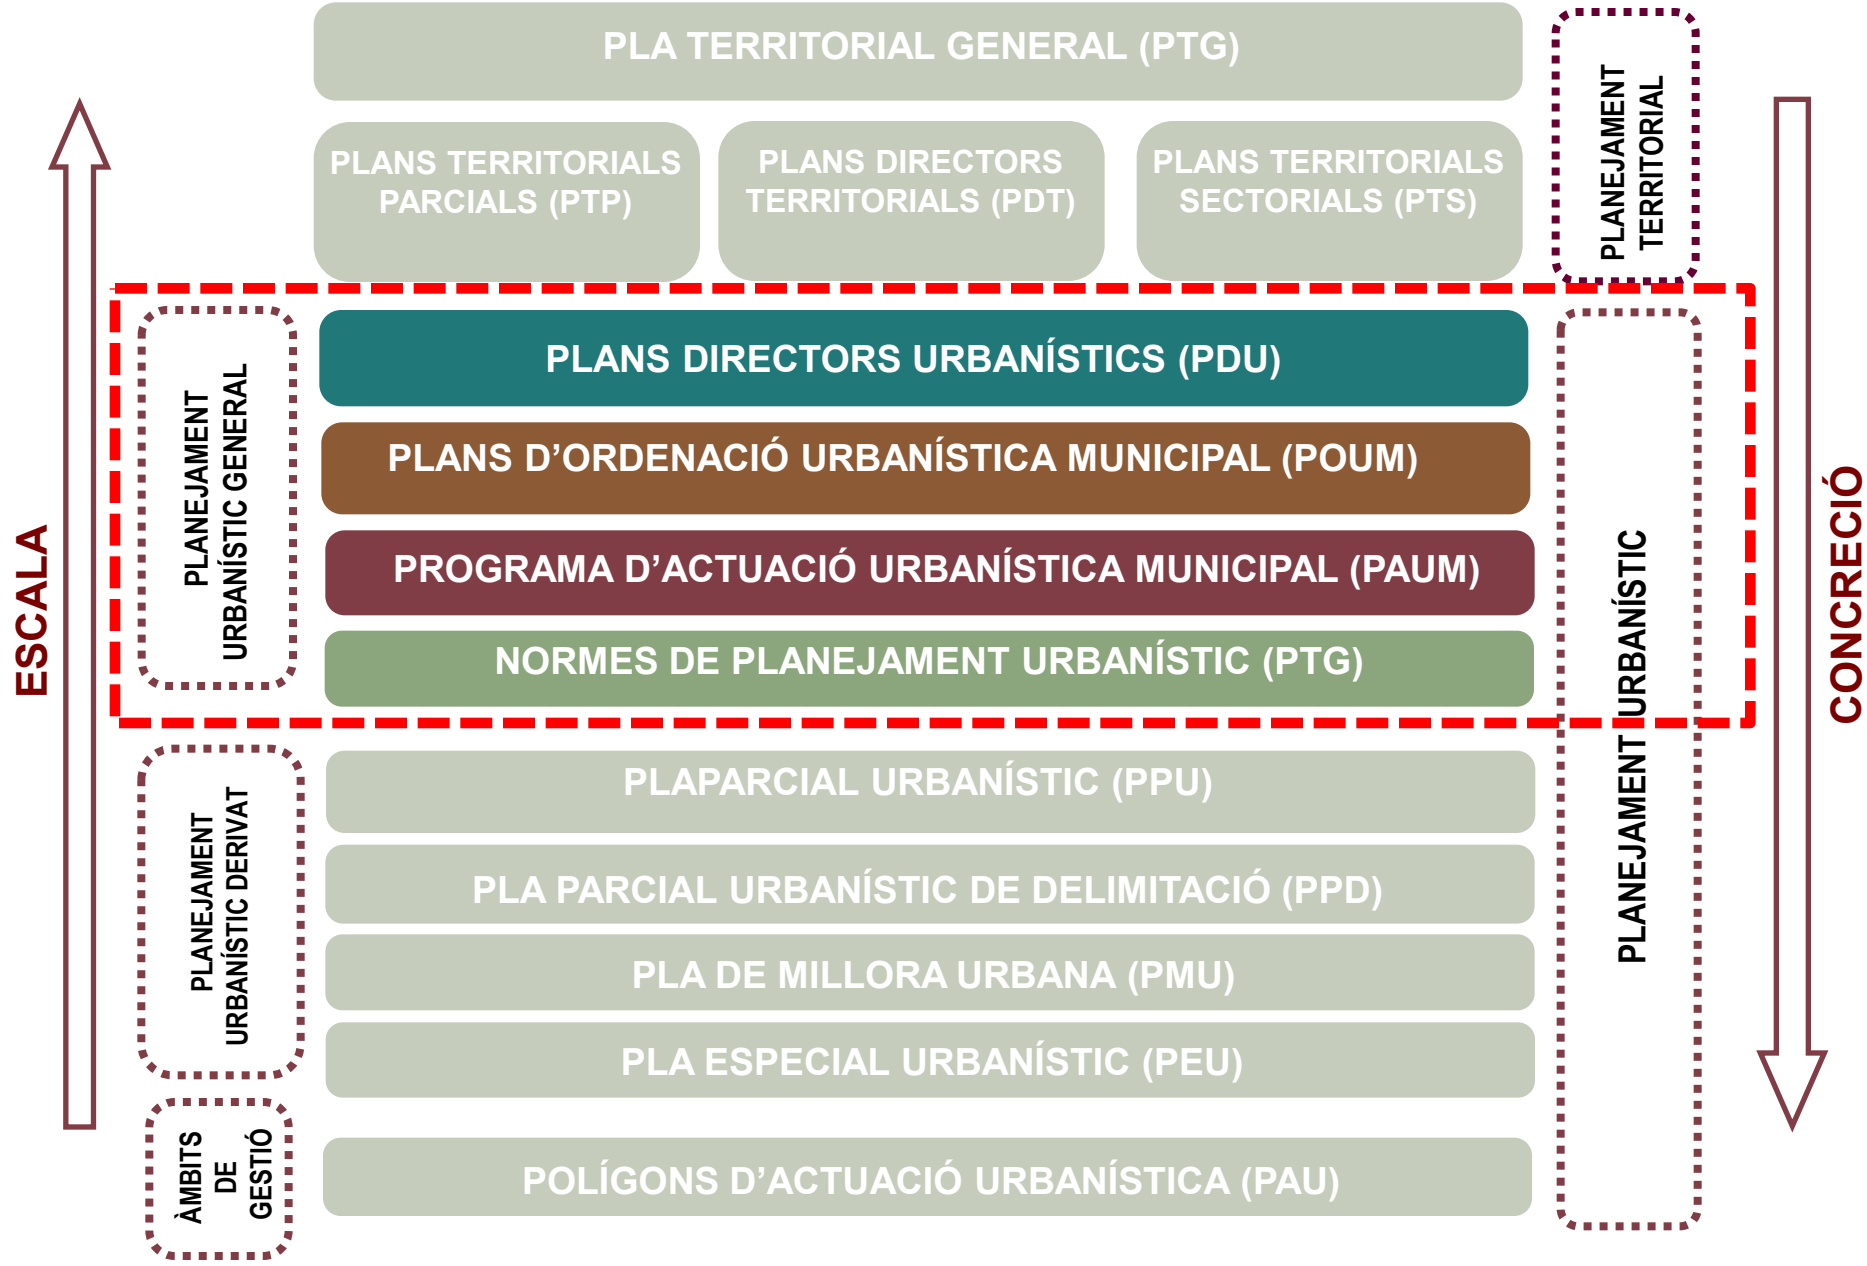 PLA TERRITORIAL GENERAL (PTG)
PLANS TERRITORIALS
PARCIALS (PTP)
PLANS DIRECTORS
TERRITORIALS (PDT)
PLANS TERRITORIALS
SECTORIALS (PTS)
PLANEJAMENT
TERRITORIAL
ESCALA
PLANEJAMENT
URBANÍSTIC GENERAL
PLANS DIRECTORS URBANÍSTICS (PDU)
PLANS D’ORDENACIÓ URBANÍSTICA MUNICIPAL (POUM)
PROGRAMA D’ACTUACIÓ URBANÍSTICA MUNICIPAL (PAUM)
NORMES DE PLANEJAMENT URBANÍSTIC (PTG)
PLANEJAMENT URBANÍSTIC
CONCRECIÓ
PLANEJAMENT
URBANÍSTIC DERIVAT
PLAPARCIAL URBANÍSTIC (PPU)
PLA PARCIAL URBANÍSTIC DE DELIMITACIÓ (PPD)
PLA DE MILLORA URBANA (PMU)
PLA ESPECIAL URBANÍSTIC (PEU)
ÀMBITS
DE
GESTIÓ
POLÍGONS D’ACTUACIÓ URBANÍSTICA (PAU)